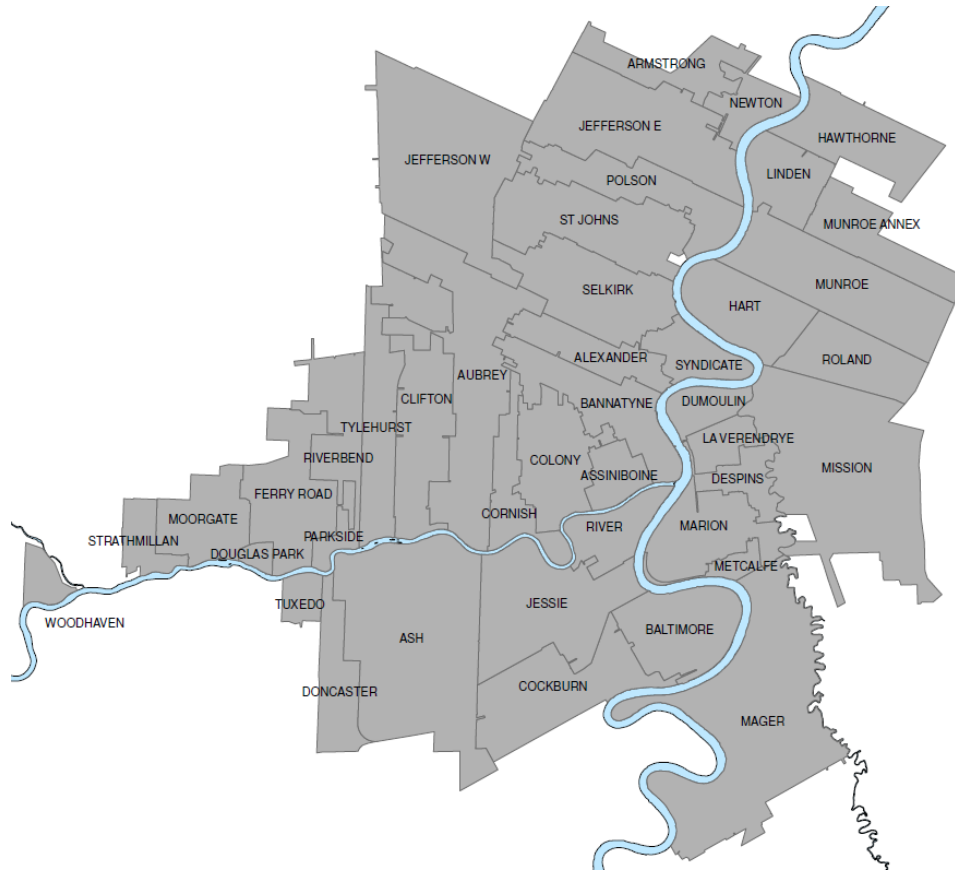 ARMSTRONG
NEWTON
JEFFERSON E
HAWTHORNE
JEFFERSON W
LINDEN
POLSON
ST JOHNS
MUNROE ANNEX
SELKIRK
MUNROE
HART
ALEXANDER
SYNDICATE
ROLAND
AUBREY
CLIFTON
BANNATYNE
DUMOULIN
TYLEHURST
LA VERENDRYE
RIVERBEND
COLONY
MISSION
ASSINIBOINE
DESPINS
FERRY ROAD
MOORGATE
CORNISH
RIVER
MARION
PARKSIDE
STRATHMILLAN
DOUGLAS PARK
METCALFE
TUXEDO
JESSIE
WOODHAVEN
BALTIMORE
ASH
COCKBURN
DONCASTER
MAGER